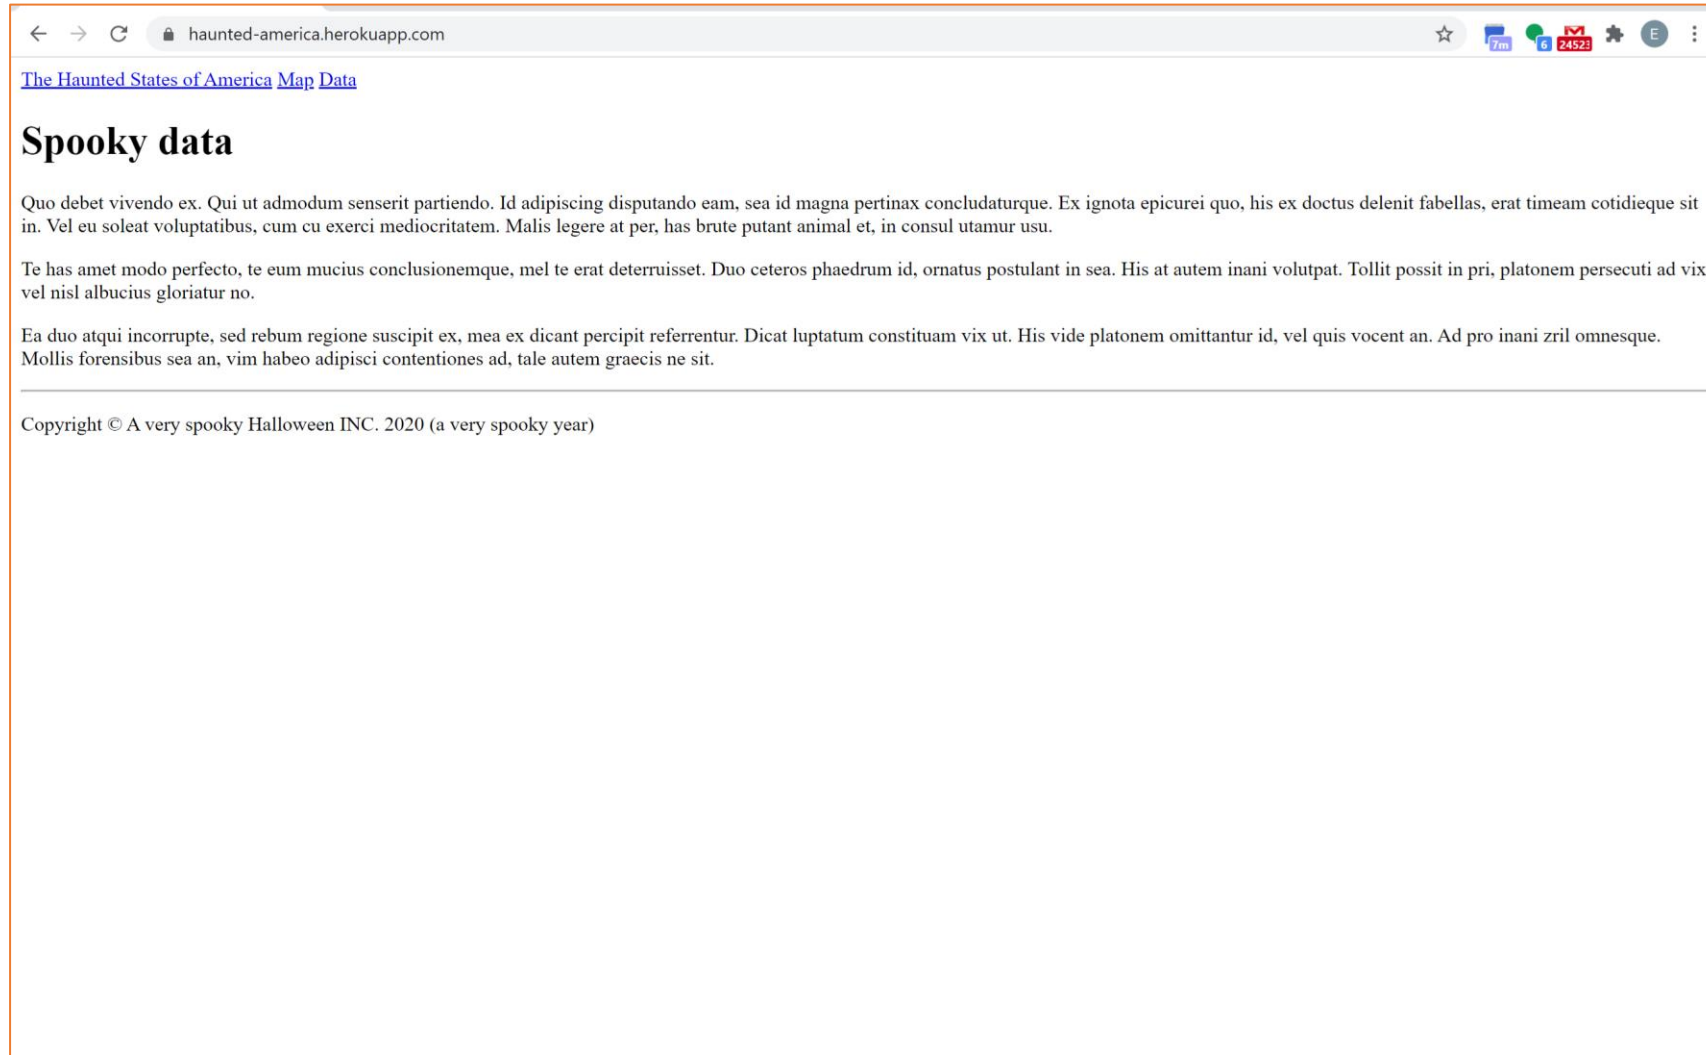 haunted-america.herokuapp.com
7m
6
24523
E
The Haunted States of America Map Data
Spooky data
Quo debet vivendo ex. Qui ut admodum senserit partiendo. Id adipiscing disputando eam, sea id magna pertinax concludaturque. Ex ignota epicurei quo, his ex doctus delenit fabellas, erat timeam cotidieque sit
in. Vel eu soleat voluptatibus, cum cu exerci mediocritatem. Malis legere at per, has brute putant animal et, in consul utamur usu.
Te has amet modo perfecto, te eum mucius conclusionemque, mel te erat deterruisset. Duo ceteros phaedrum id, ornatus postulant in sea. His at autem inani volutpat. Tollit possit in pri, platonem persecuti ad vix
vel nisl albucius gloriatur no.
Ea duo atqui incorrupte, sed rebum regione suscipit ex, mea ex dicant percipit referrentur. Dicat luptatum constituam vix ut. His vide platonem omittantur id, vel quis vocent an. Ad pro inani zril omnesque.
Mollis forensibus sea an, vim habeo adipisci contentiones ad, tale autem graecis ne sit.
Copyright © A very spooky Halloween INC. 2020 (a very spooky year)